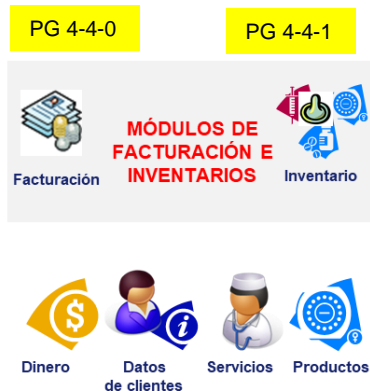 PG 4-4-0
PG 4-4-1
MÓDULOS DE
FACTURACIÓN E
INVENTARIOS
Facturación
Inventario
Dinero
Datos
de clientes
Servicios
Productos